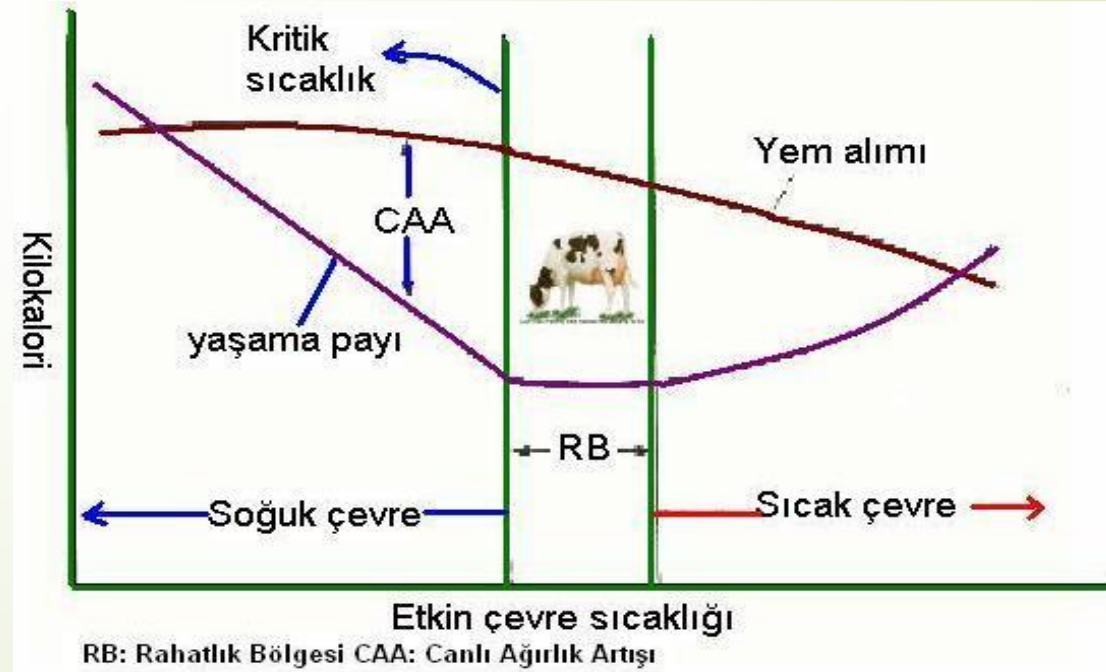 Kritik
sıcaklık
Yem alımı
CAA
Kilokalori
yaşama payı
RB
Soğuk çevre
Sıcak çevre
Etkin çevre sıcaklığı
RB: Rahatlık Bölgesi CAA: Canlı Ağırlık Artışı